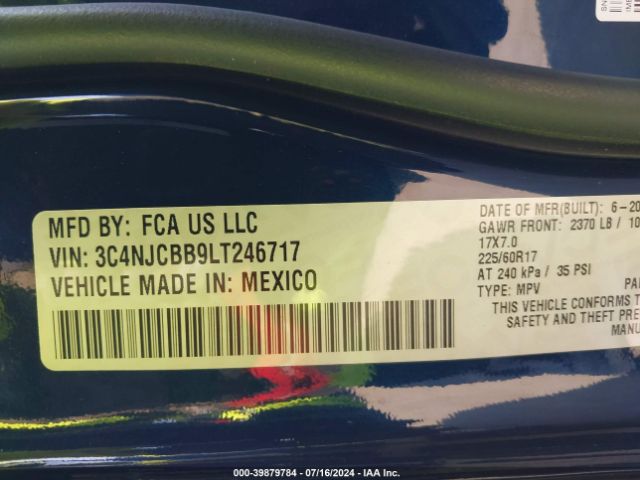 MFD BY: FCA US LLC
VIN: 3C4NJCBB9LT246717
VEHICLE MADE IN: MEXICO
DATE OF MFR(BUILT): 6-20
GAWR FRONT: 2370 LB / 10
17X7.0
225/60R17
AT 240 kPa / 35 PSI
TYPE: MPV
PA
THIS VEHICLE CONFORMS T
SAFETY AND THEFT PRE
MANU
000-39879784 - 07/16/2024 - IAA Inc.